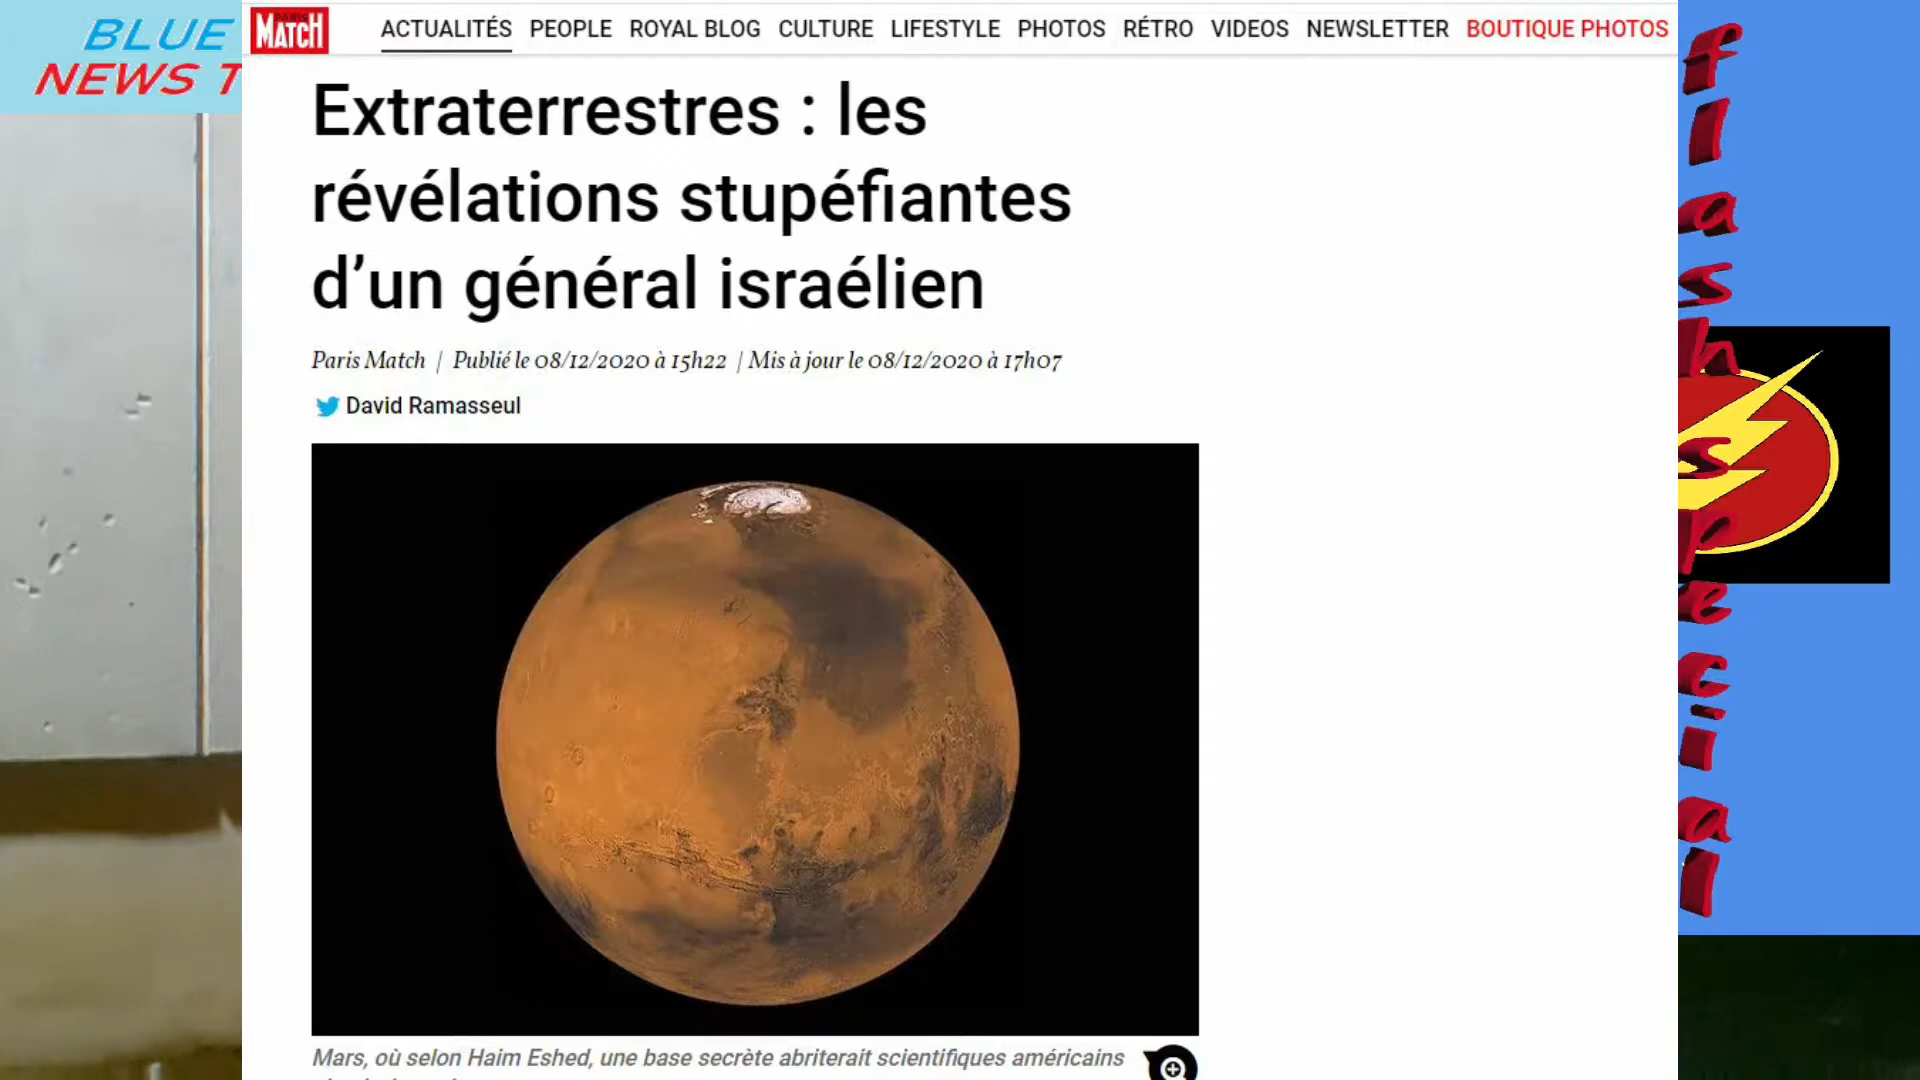 BLUE
NEWS T
PARIS
MATCH
ACTUALITÉS PEOPLE ROYAL BLOG CULTURE LIFESTYLE PHOTOS RÉTRO VIDEOS NEWSLETTER BOUTIQUE PHOTOS
Extraterrestres : les
révélations stupéfiantes
d’un général israélien
Paris Match | Publié le 08/12/2020 à 15h22 | Mis à jour le 08/12/2020 à 17h07
David Ramasseul
Mars, où selon Haim Eshed, une base secrète abriterait scientifiques américains
flash special